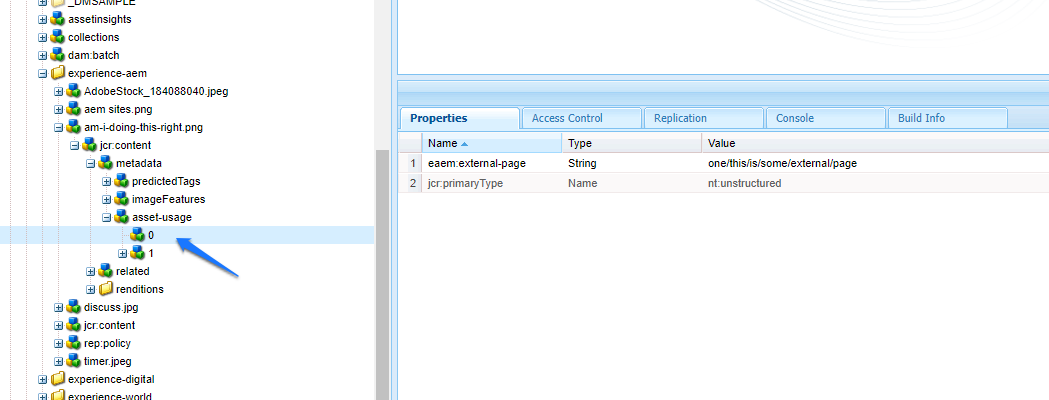 _DMSAMPLE
assetinsights
collections
dam:batch
experience-aem
AdobeStock_184088040.jpeg
aem sites.png
am-i-doing-this-right.png
jcr:content
metadata
predictedTags
imageFeatures
asset-usage
0
1
related
renditions
discuss.jpg
jcr:content
rep:policy
timer.jpeg
experience-digital
experience-world
Properties Access Control Replication Console Build Info
Name Type Value
1 eaem:external-page String one/this/is/some/external/page
2 jcr:primaryType Name nt:unstructured